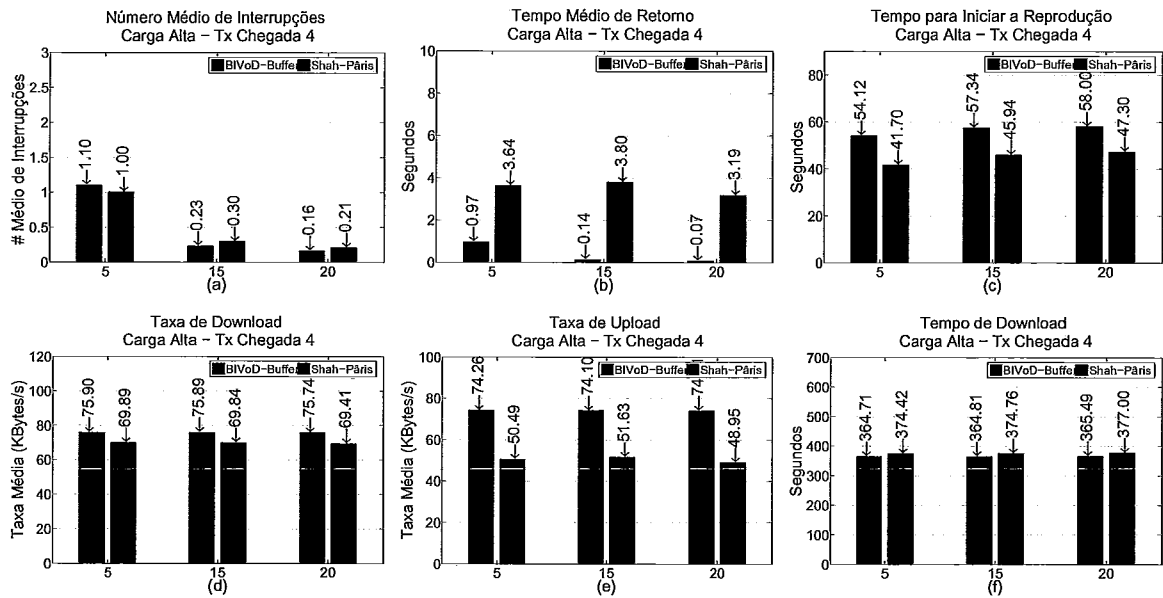 Número Médio de Interrupções
Carga Alta – Tx Chegada 4
BIVoD-Buffer Shah-Pâris
# Médio de Interrupções
3
2.5
2
1.5
1
0.5
0
1.10
1.00
0.23
0.30
0.16
0.21
5 15 20
(a)
Tempo Médio de Retorno
Carga Alta – Tx Chegada 4
BIVoD-Buffer Shah-Pâris
Segundos
10
8
6
4
2
0
0.97
3.64
0.14
3.80
0.07
3.19
5 15 20
(b)
Tempo para Iniciar a Reprodução
Carga Alta – Tx Chegada 4
BIVoD-Buffer Shah-Pâris
Segundos
80
60
40
20
0
54.12
41.70
57.34
45.94
58.00
47.30
5 15 20
(c)
Taxa de Download
Carga Alta – Tx Chegada 4
BIVoD-Buffer Shah-Pâris
Taxa Média (KBytes/s)
120
100
80
60
40
20
0
75.90
69.89
75.89
69.84
75.74
69.41
5 15 20
(d)
Taxa de Upload
Carga Alta – Tx Chegada 4
BIVoD-Buffer Shah-Pâris
Taxa Média (KBytes/s)
100
80
60
40
20
0
74.26
50.49
74.10
51.63
74
48.95
5 15 20
(e)
Tempo de Download
Carga Alta – Tx Chegada 4
BIVoD-Buffer Shah-Pâris
Segundos
700
600
500
400
300
200
100
0
364.71
374.42
364.81
374.76
365.49
377.00
5 15 20
(f)